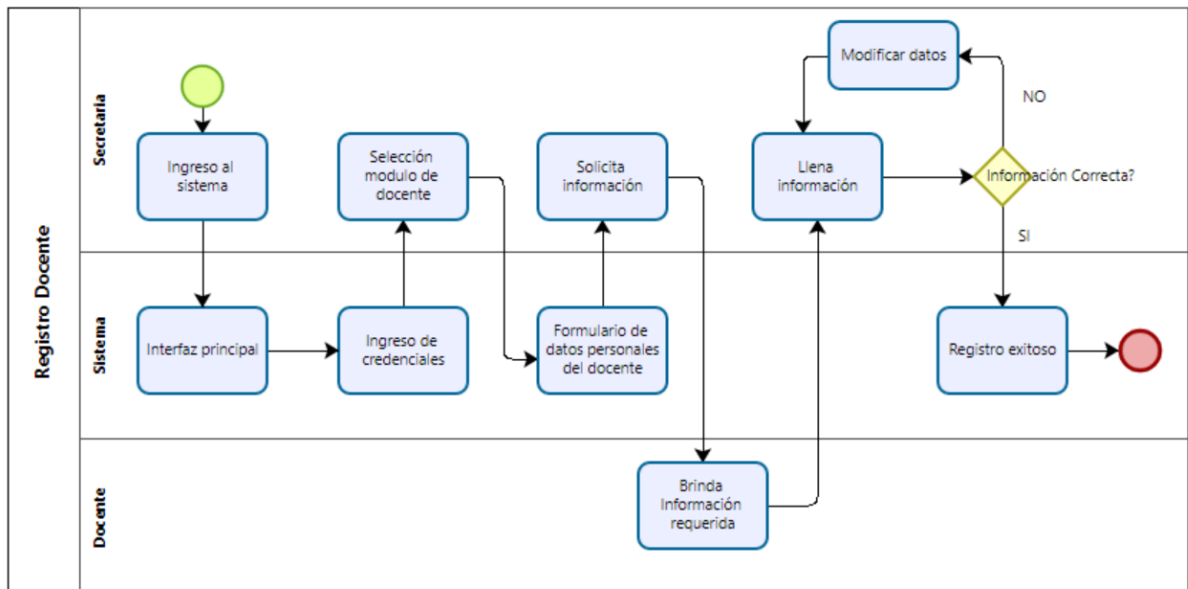 Registro Docente
Secretaria
Ingreso al
sistema
Selección
modulo de
docente
Solicita
información
Modificar datos
Llena
información
NO
Información Correcta?
SI
Sistema
Interfaz principal
Ingreso de
credenciales
Formulario de
datos personales
del docente
Registro exitoso
Docente
Brinda
Información
requerida